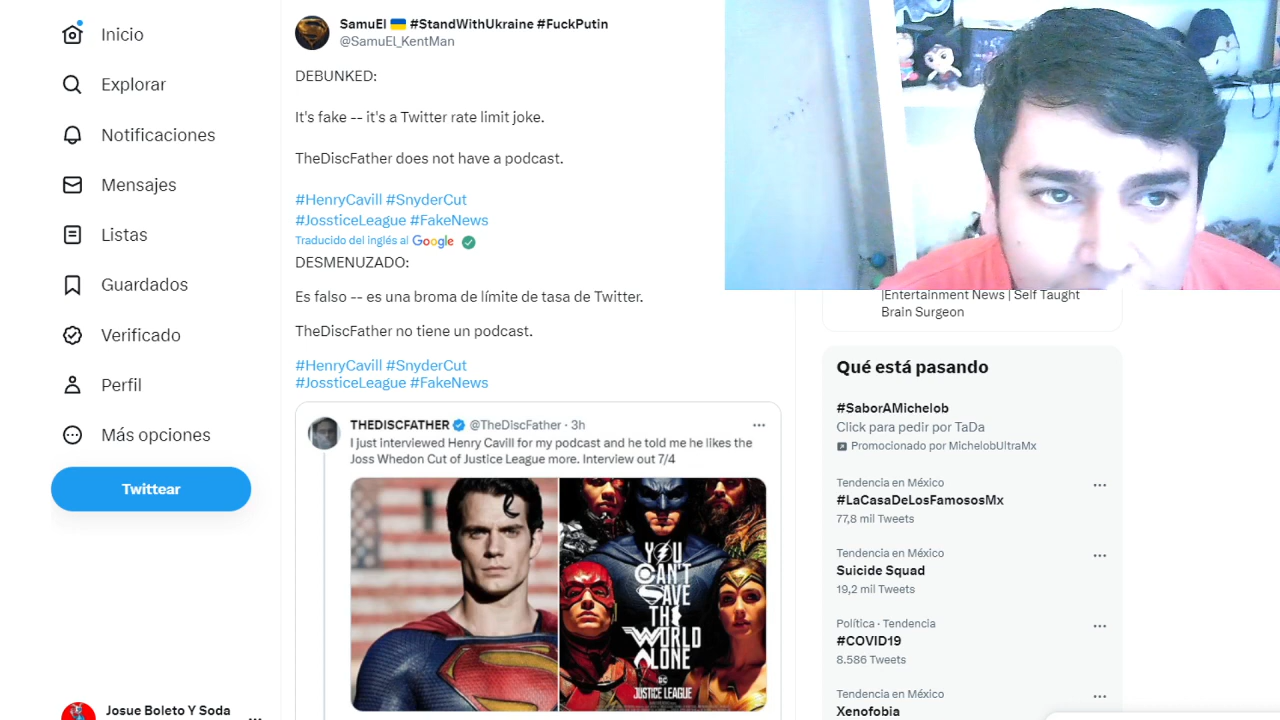 Inicio
Explorar
Notificaciones
Mensajes
Listas
Guardados
Verificado
Perfil
Más opciones
Twittear
Josue Boleto Y Soda
SamuEl 🇺🇦 #StandWithUkraine #FuckPutin
@SamuEl_KentMan
DEBUNKED:
It's fake -- it's a Twitter rate limit joke.
TheDiscFather does not have a podcast.
#HenryCavill #SnyderCut
#JossticeLeague #FakeNews
Traducido del inglés al Google
DESMENUZADO:
Es falso -- es una broma de límite de tasa de Twitter.
TheDiscFather no tiene un podcast.
#HenryCavill #SnyderCut
#JossticeLeague #FakeNews
THEDISCFATHER @TheDiscFather · 3h
I just interviewed Henry Cavill for my podcast and he told me he likes the
Joss Whedon Cut of Justice League more. Interview out 7/4
YOU
CAN'T
SAVE
THE
WORLD
ALONE
DC
JUSTICE LEAGUE
|Entertainment News | Self Taught
Brain Surgeon
Qué está pasando
#SaborAMichelob
Click para pedir por TaDa
Promocionado por MichelobUltraMx
Tendencia en México
#LaCasaDeLosFamososMx
77,8 mil Tweets
Tendencia en México
Suicide Squad
19,2 mil Tweets
Política · Tendencia
#COVID19
8.586 Tweets
Tendencia en México
Xenofobia